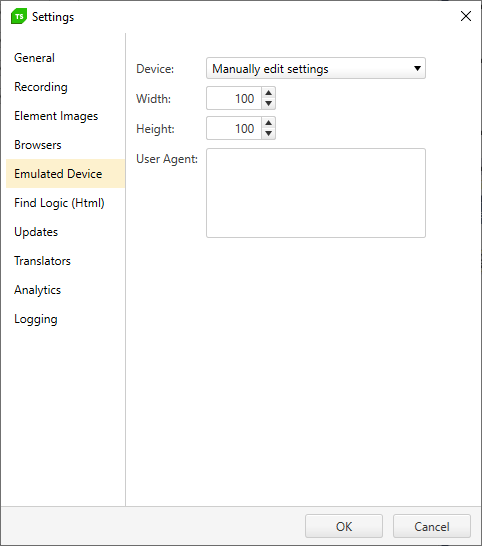 TS Settings
General
Recording
Element Images
Browsers
Emulated Device
Find Logic (Html)
Updates
Translators
Analytics
Logging
Device: Manually edit settings
Width: 100
Height: 100
User Agent:
OK Cancel